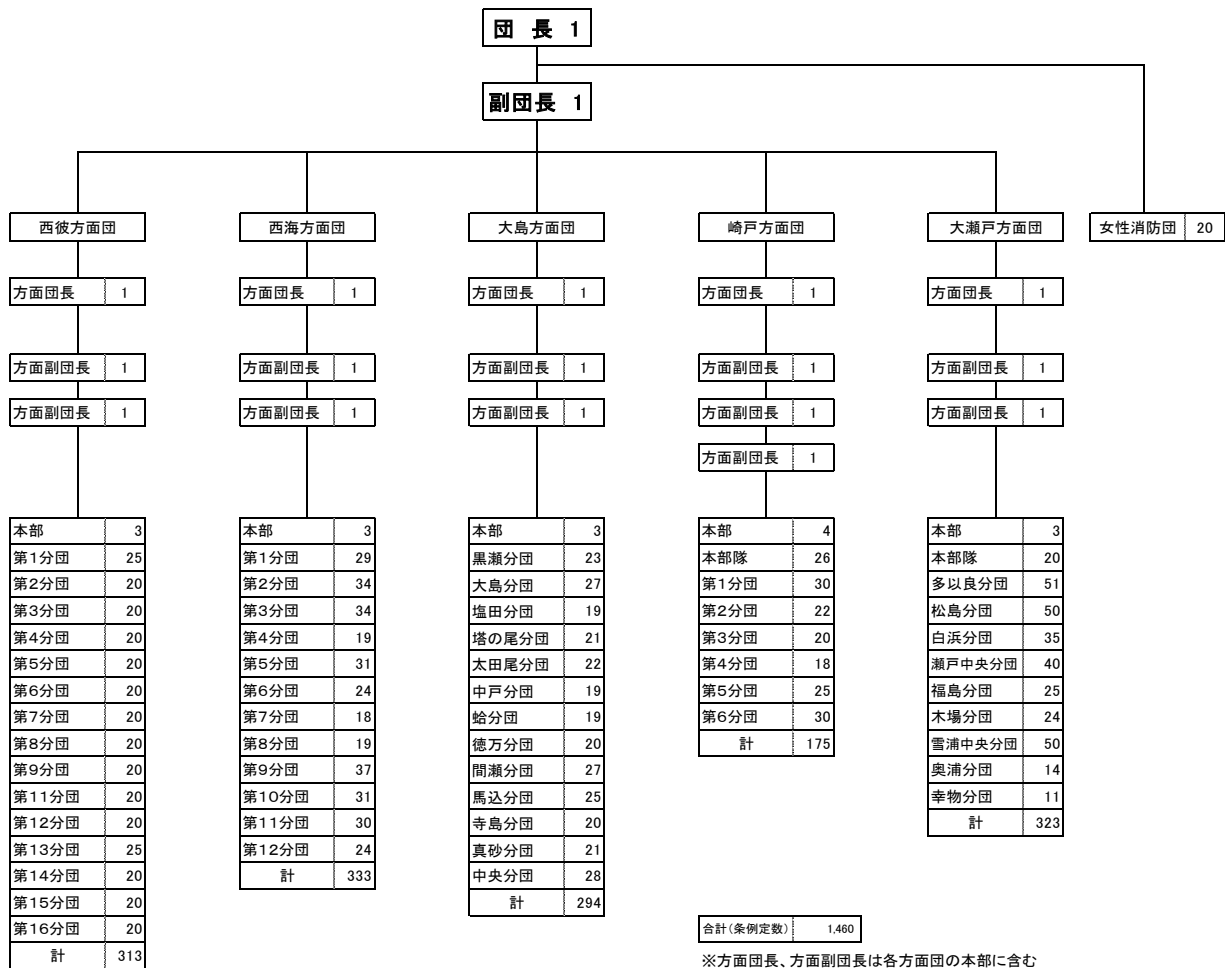 団 長 1
副団長 1
西彼方面団 西海方面団 大島方面団 崎戸方面団 大瀬戸方面団 女性消防団 20
方面団長 1 方面団長 1 方面団長 1 方面団長 1 方面団長 1
方面副団長 1 方面副団長 1 方面副団長 1 方面副団長 1 方面副団長 1
方面副団長 1 方面副団長 1 方面副団長 1 方面副団長 1 方面副団長 1
方面副団長 1
本部 3 本部 3 本部 3 本部 4 本部 3
第1分団 25 第1分団 29 黒瀬分団 23 本部隊 26 本部隊 20
第2分団 20 第2分団 34 大島分団 27 第1分団 30 多以良分団 51
第3分団 20 第3分団 34 塩田分団 19 第2分団 22 松島分団 50
第4分団 20 第4分団 19 塔の尾分団 21 第3分団 20 白浜分団 35
第5分団 20 第5分団 31 太田尾分団 22 第4分団 18 瀬戸中央分団 40
第6分団 20 第6分団 24 中戸分団 19 第5分団 25 福島分団 25
第7分団 20 第7分団 18 蛤分団 19 第6分団 30 木場分団 24
第8分団 20 第8分団 19 徳万分団 20 計 175 雪浦中央分団 50
第9分団 20 第9分団 37 間瀬分団 27 奥浦分団 14
第11分団 20 第10分団 31 馬込分団 25 幸物分団 11
第12分団 20 第11分団 30 寺島分団 20 計 323
第13分団 25 第12分団 24 真砂分団 21
第14分団 20 計 333 中央分団 28
第15分団 20 計 294
第16分団 20 合計(条例定数) 1,460
計 313 ※方面団長、方面副団長は各方面団の本部に含む